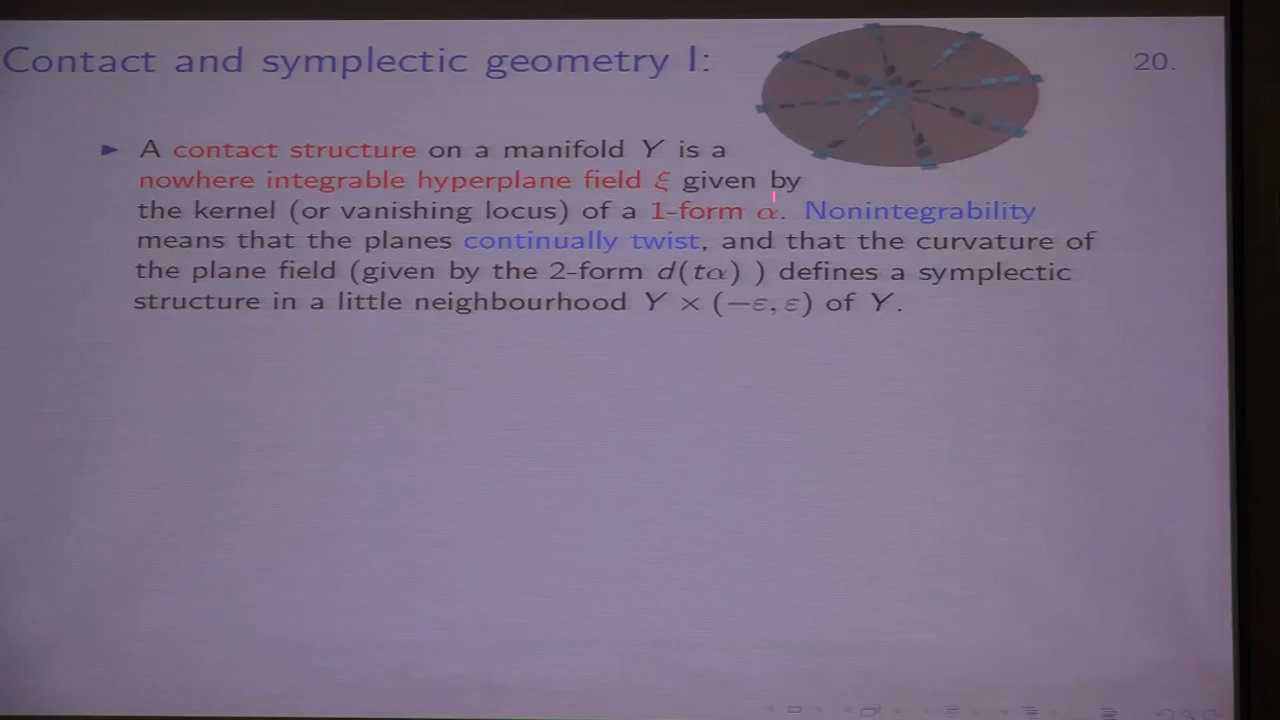 Contact and symplectic geometry I:
20.
► A contact structure on a manifold Y is a
nowhere integrable hyperplane field ξ given by
the kernel (or vanishing locus) of a 1-form α. Nonintegrability
means that the planes continually twist, and that the curvature of
the plane field (given by the 2-form d(tα) ) defines a symplectic
structure in a little neighbourhood Y × (−ε, ε) of Y.